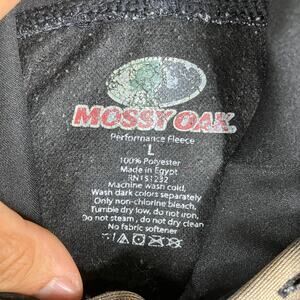 MOSSY OAK
Performance Fleece
L
100% Polyester
Made in Egypt
RN151232
Machine wash cold,
Wash dark colors separately
Only non-chlorine bleach,
Tumble dry low, do not iron,
Do not steam , do not dry clean
No fabric softener